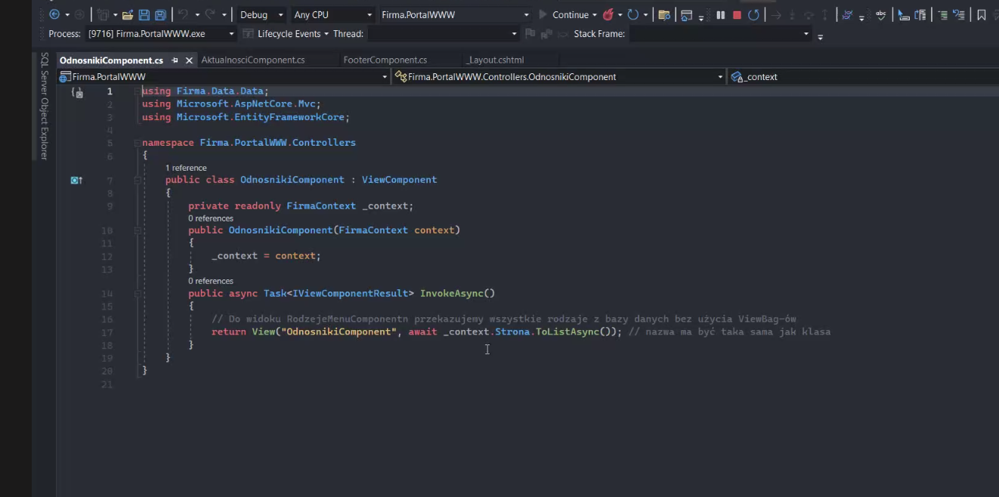 Debug Any CPU Firma.PortalWWW Continue
Process: [9716] Firma.PortalWWW.exe Lifecycle Events Thread: Stack Frame:
SQL Server Object Explorer
OdnosnikiComponent.cs AktualnosciComponent.cs FooterComponent.cs _Layout.cshtml
Firma.PortalWWW Firma.PortalWWW.Controllers.OdnosnikiComponent _context
1 using Firma.Data.Data;
2 using Microsoft.AspNetCore.Mvc;
3 using Microsoft.EntityFrameworkCore;
4
5 namespace Firma.PortalWWW.Controllers
6 {
1 reference
7 public class OdnosnikiComponent : ViewComponent
8 {
9 private readonly FirmaContext _context;
0 references
10 public OdnosnikiComponent(FirmaContext context)
11 {
12 _context = context;
13 }
0 references
14 public async Task<IViewComponentResult> InvokeAsync()
15 {
16 // Do widoku RodzejeMenuComponentn przekazujemy wszystkie rodzaje z bazy danych bez użycia ViewBag-ów
17 return View("OdnosnikiComponent", await _context.Strona.ToListAsync()); // nazwa ma być taka sama jak klasa
18 }
19 }
20 }
21